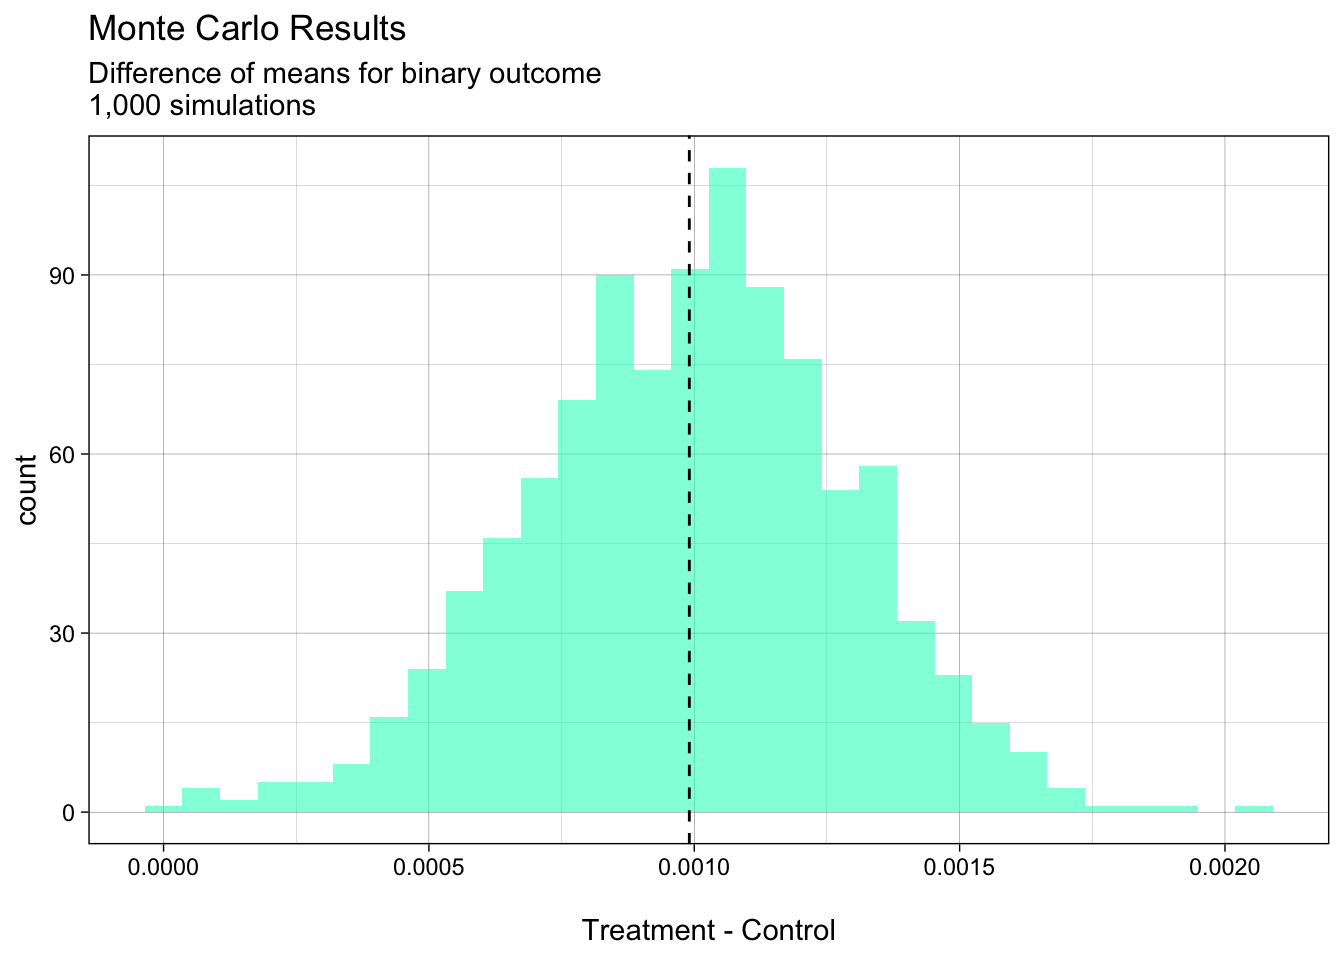 Monte Carlo Results
Difference of means for binary outcome
1,000 simulations
count
90
60
30
0
0.0000 0.0005 0.0010 0.0015 0.0020
Treatment - Control